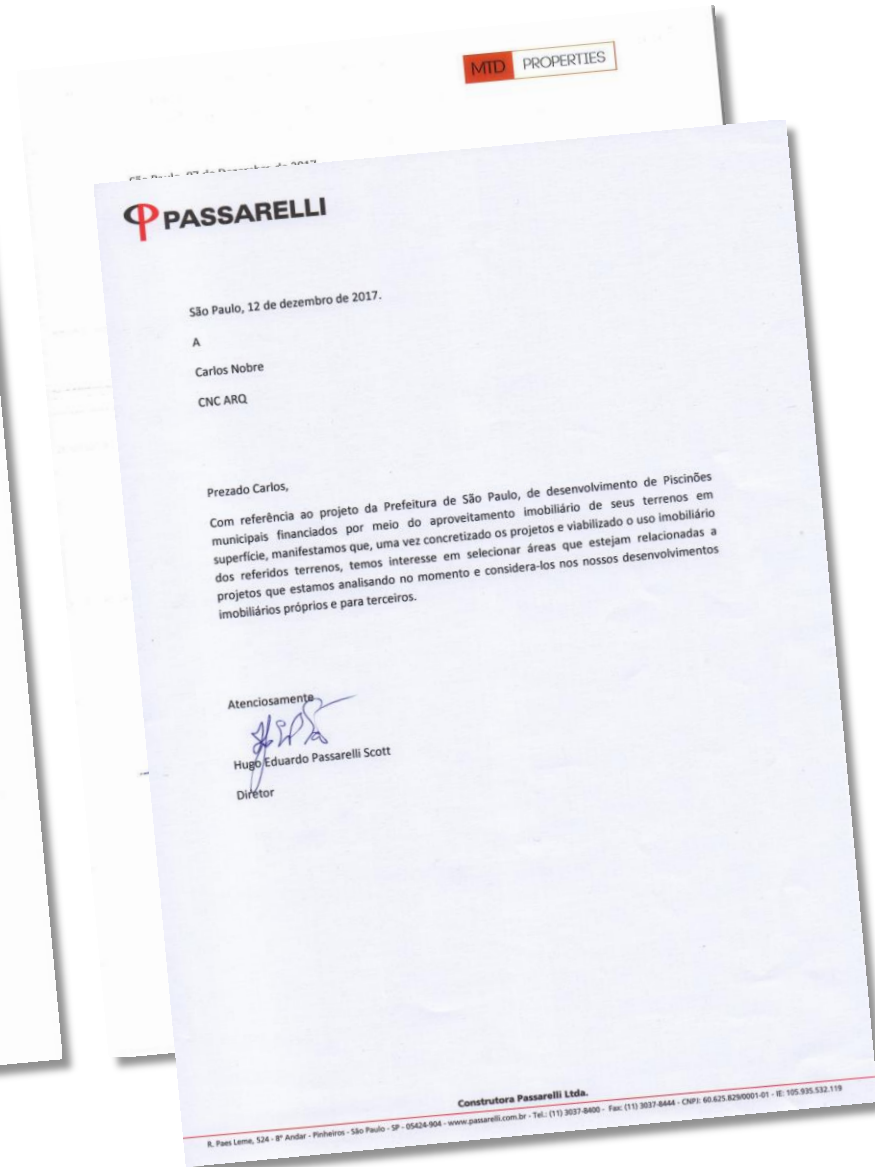 MTD PROPERTIES
PASSARELLI
São Paulo, 12 de dezembro de 2017.
A
Carlos Nobre
CNC ARQ
Prezado Carlos,
Com referência ao projeto da Prefeitura de São Paulo, de desenvolvimento de Piscinões
municipais financiados por meio do aproveitamento imobiliário de seus terrenos em
superfície, manifestamos que, uma vez concretizado os projetos e viabilizado o uso imobiliário
dos referidos terrenos, temos interesse em selecionar áreas que estejam relacionadas a
projetos que estamos analisando no momento e considera-los nos nossos desenvolvimentos
imobiliários próprios e para terceiros.
Atenciosamente
Hugo Eduardo Passarelli Scott
Diretor
Construtora Passarelli Ltda.
R. Paes Leme, 524 - 8º Andar - Pinheiros - São Paulo - SP - 05424-904 - www.passarelli.com.br - Tel.: (11) 3037-8400 - Fax: (11) 3037-8444 - CNPJ: 60.625.829/0001-01 - IE: 105.935.532.119